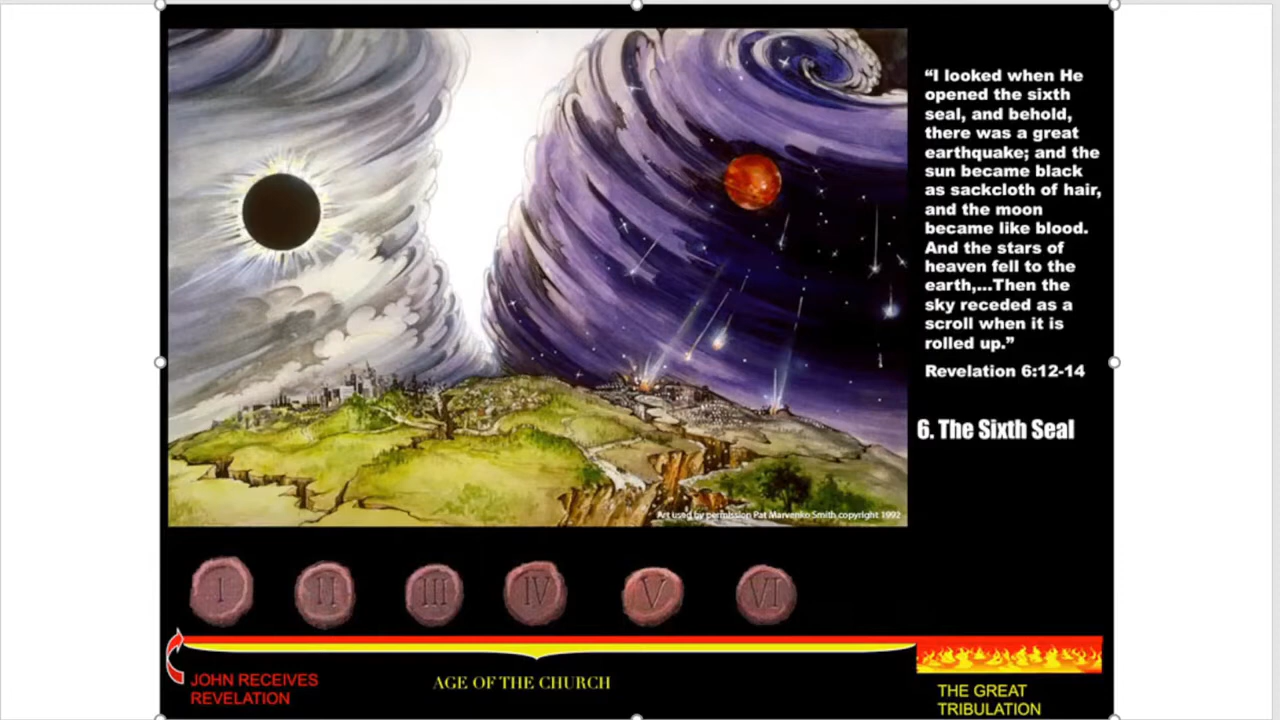 “I looked when He
opened the sixth
seal, and behold,
there was a great
earthquake; and the
sun became black
as sackcloth of hair,
and the moon
became like blood.
And the stars of
heaven fell to the
earth,...Then the
sky receded as a
scroll when it is
rolled up.”
Revelation 6:12-14
6. The Sixth Seal
Art used by permission Pat Marvenko Smith copyright 1992
I II III IV V VI
JOHN RECEIVES
REVELATION
AGE OF THE CHURCH
THE GREAT
TRIBULATION